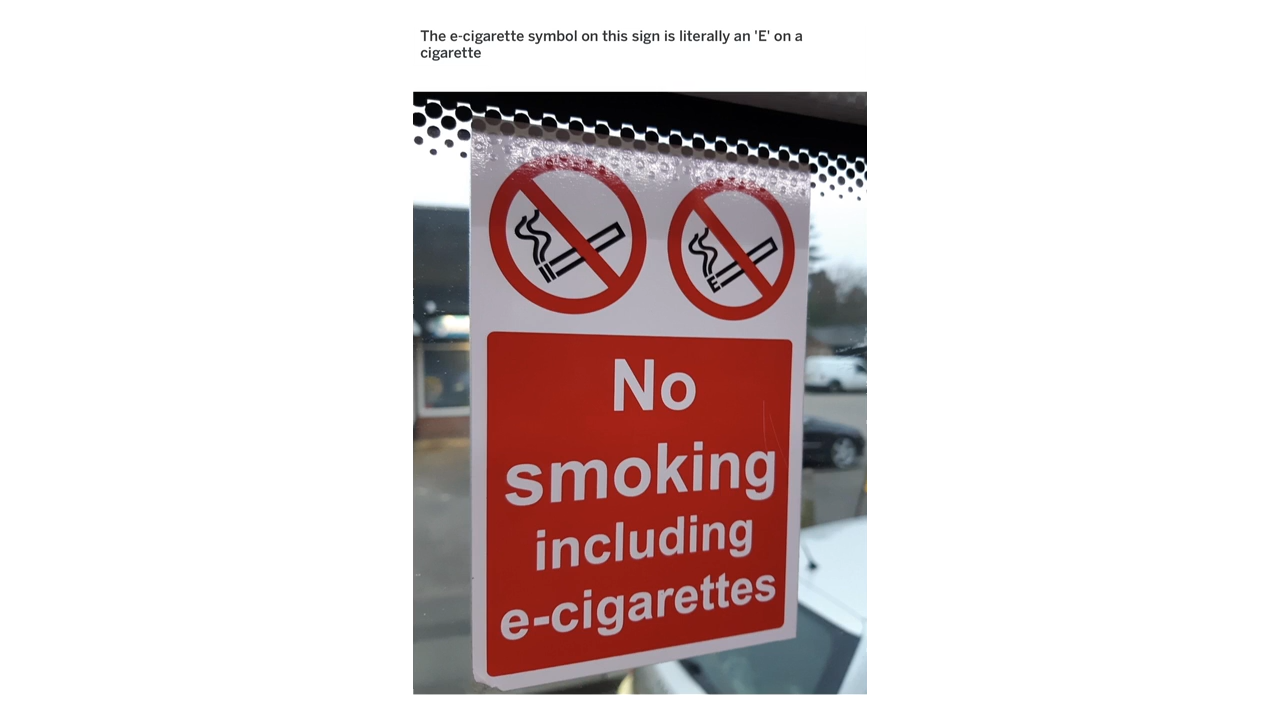 The e-cigarette symbol on this sign is literally an 'E' on a
cigarette
E
No
smoking
including
e-cigarettes